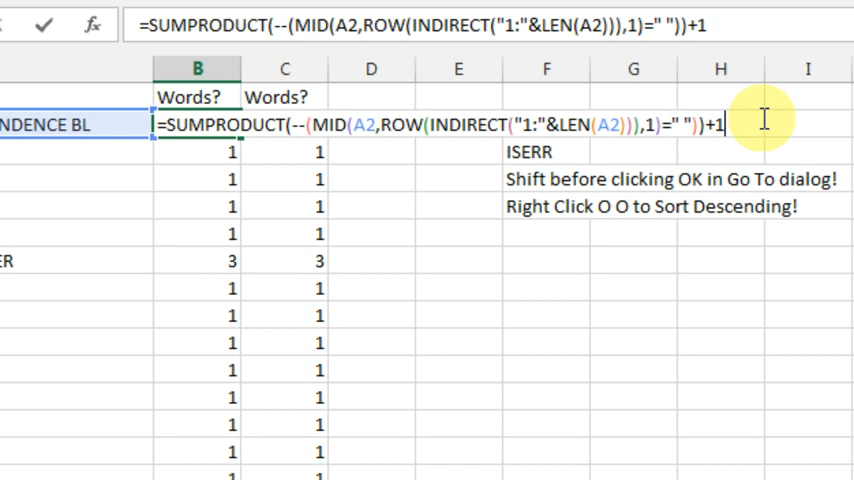 =SUMPRODUCT(--(MID(A2,ROW(INDIRECT("1:"&LEN(A2))),1)=" "))+1
B C D E F G H I
Words? Words?
NDENCE BL =SUMPRODUCT(--(MID(A2,ROW(INDIRECT("1:"&LEN(A2))),1)=" "))+1
1 1 ISERR
1 1 Shift before clicking OK in Go To dialog!
1 1 Right Click O O to Sort Descending!
1 1
ER 3 3
1 1
1 1
1 1
1 1
1 1
1 1
1 1